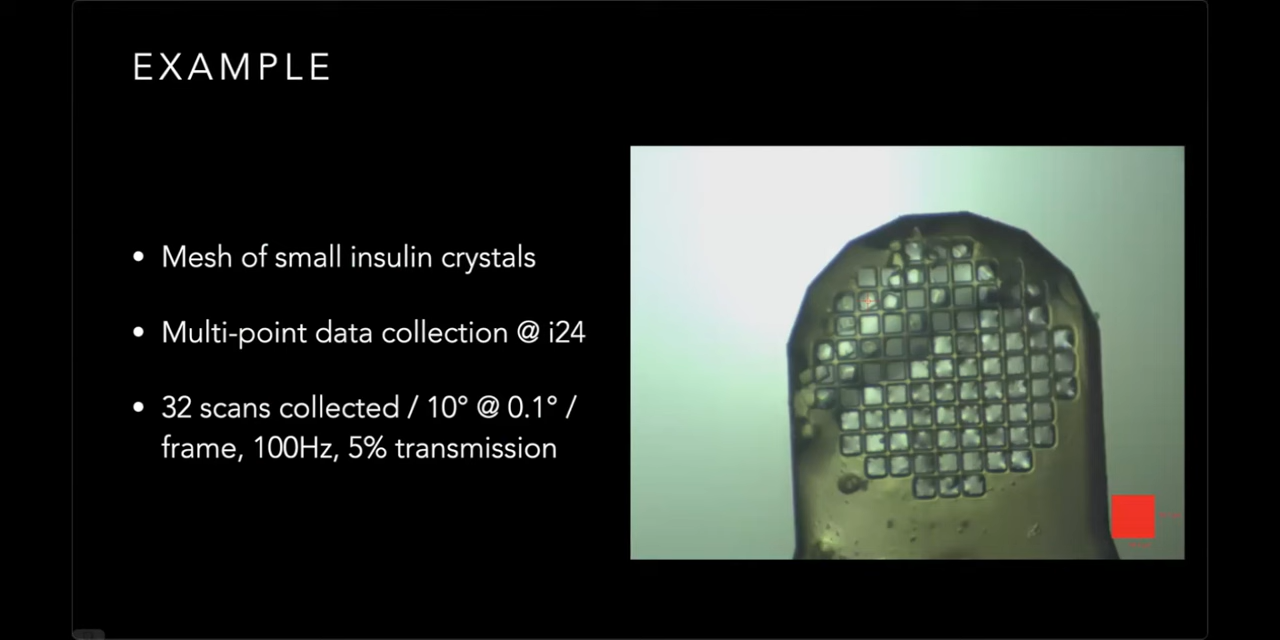 EXAMPLE
• Mesh of small insulin crystals
• Multi-point data collection @ i24
• 32 scans collected / 10° @ 0.1° /
frame, 100Hz, 5% transmission